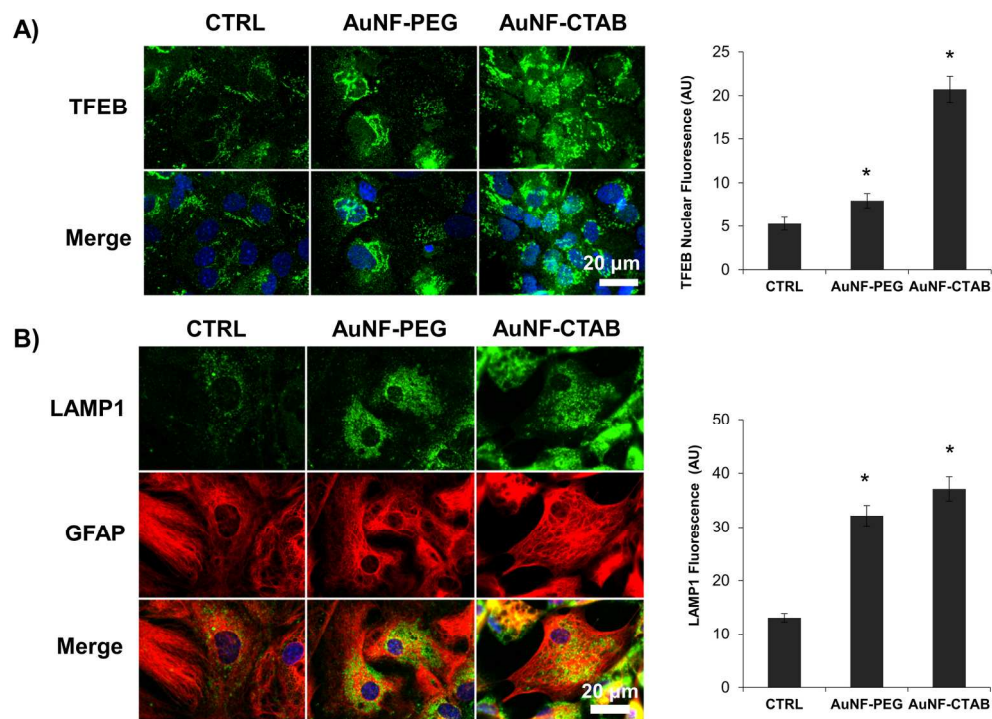 A)
CTRL AuNF-PEG AuNF-CTAB
TFEB
Merge
20 µm
TFEB Nuclear Fluoresence (AU)
25
20
15
10
5
0
* *
CTRL AuNF-PEG AuNF-CTAB
B)
CTRL AuNF-PEG AuNF-CTAB
LAMP1
GFAP
Merge
20 µm
LAMP1 Fluorescence (AU)
50
40
30
20
10
0
* *
CTRL AuNF-PEG AuNF-CTAB